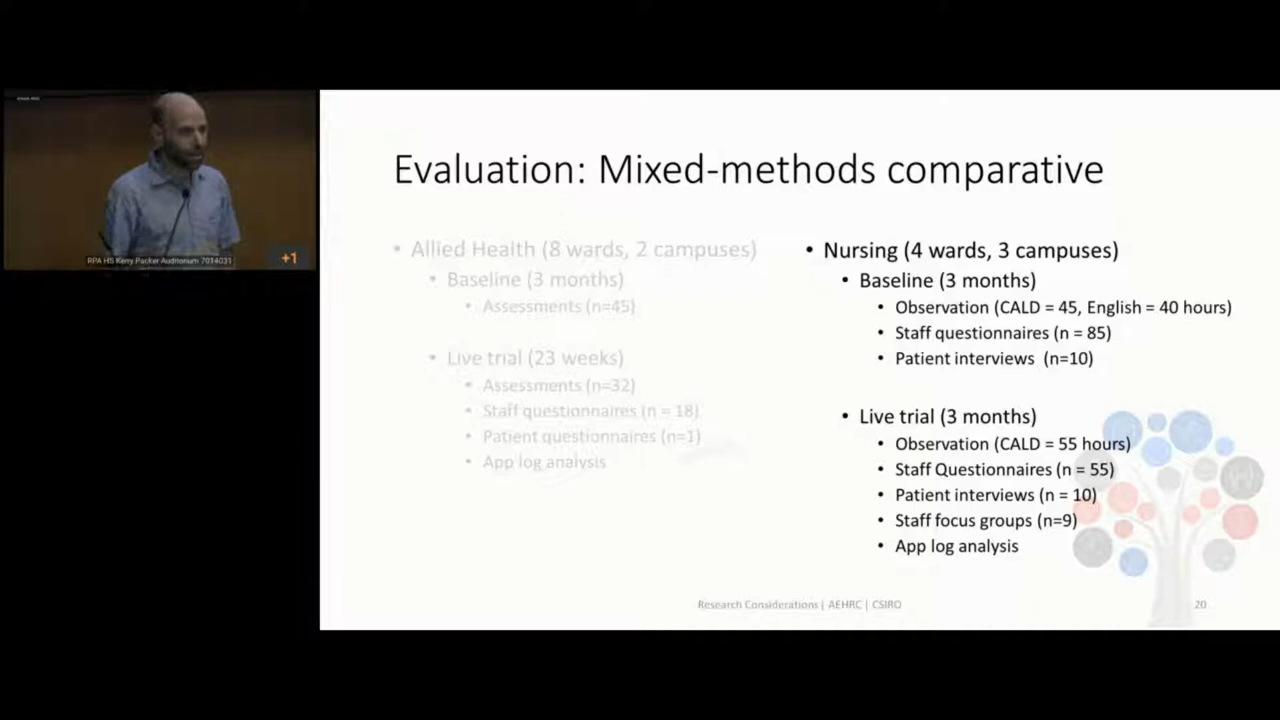 RPA HS Kerry Packer Auditorium 7014031
+1
Evaluation: Mixed-methods comparative
• Allied Health (8 wards, 2 campuses)
• Baseline (3 months)
• Assessments (n=45)
• Live trial (23 weeks)
• Assessments (n=32)
• Staff questionnaires (n = 18)
• Patient questionnaires (n=1)
• App log analysis
• Nursing (4 wards, 3 campuses)
• Baseline (3 months)
• Observation (CALD = 45, English = 40 hours)
• Staff questionnaires (n = 85)
• Patient interviews (n=10)
• Live trial (3 months)
• Observation (CALD = 55 hours)
• Staff Questionnaires (n = 55)
• Patient interviews (n = 10)
• Staff focus groups (n=9)
• App log analysis
Research Considerations | AEHRC | CSIRO
20